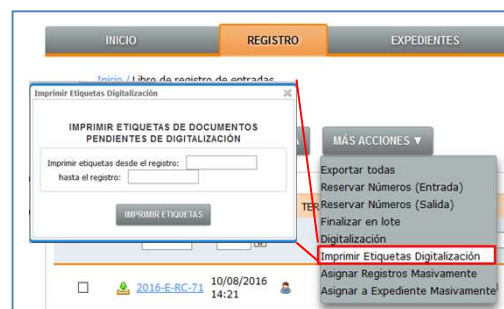 INICIO REGISTRO EXPEDIENTES
Inicio / Libro de registro de entradas
Imprimir Etiquetas Digitalización
IMPRIMIR ETIQUETAS DE DOCUMENTOS
PENDIENTES DE DIGITALIZACIÓN
Imprimir etiquetas desde el registro:
hasta el registro:
IMPRIMIR ETIQUETAS
MÁS ACCIONES ▼
Exportar todas
Reservar Números (Entrada)
TER
Reservar Números (Salida)
Finalizar en lote
Digitalización
Imprimir Etiquetas Digitalización
Asignar Registros Masivamente
Asignar a Expediente Masivamente
2016-E-RC-71
10/08/2016
14:21